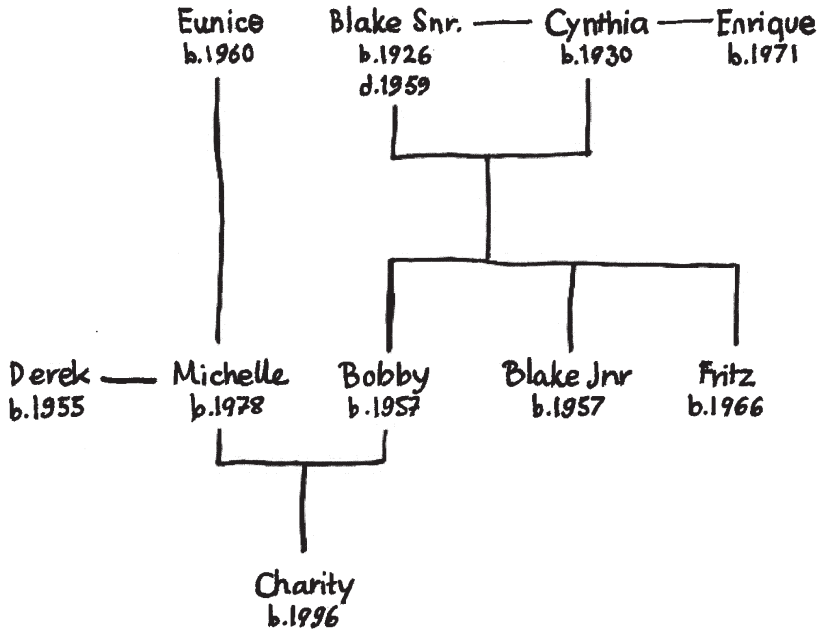 Eunice
b.1960
Blake Snr.
b.1926
d.1959
Cynthia
b.1930
Enrique
b.1971
Derek
b.1955
Michelle
b.1978
Bobby
b.1957
Blake Jnr
b.1957
Fritz
b.1966
Charity
b.1996